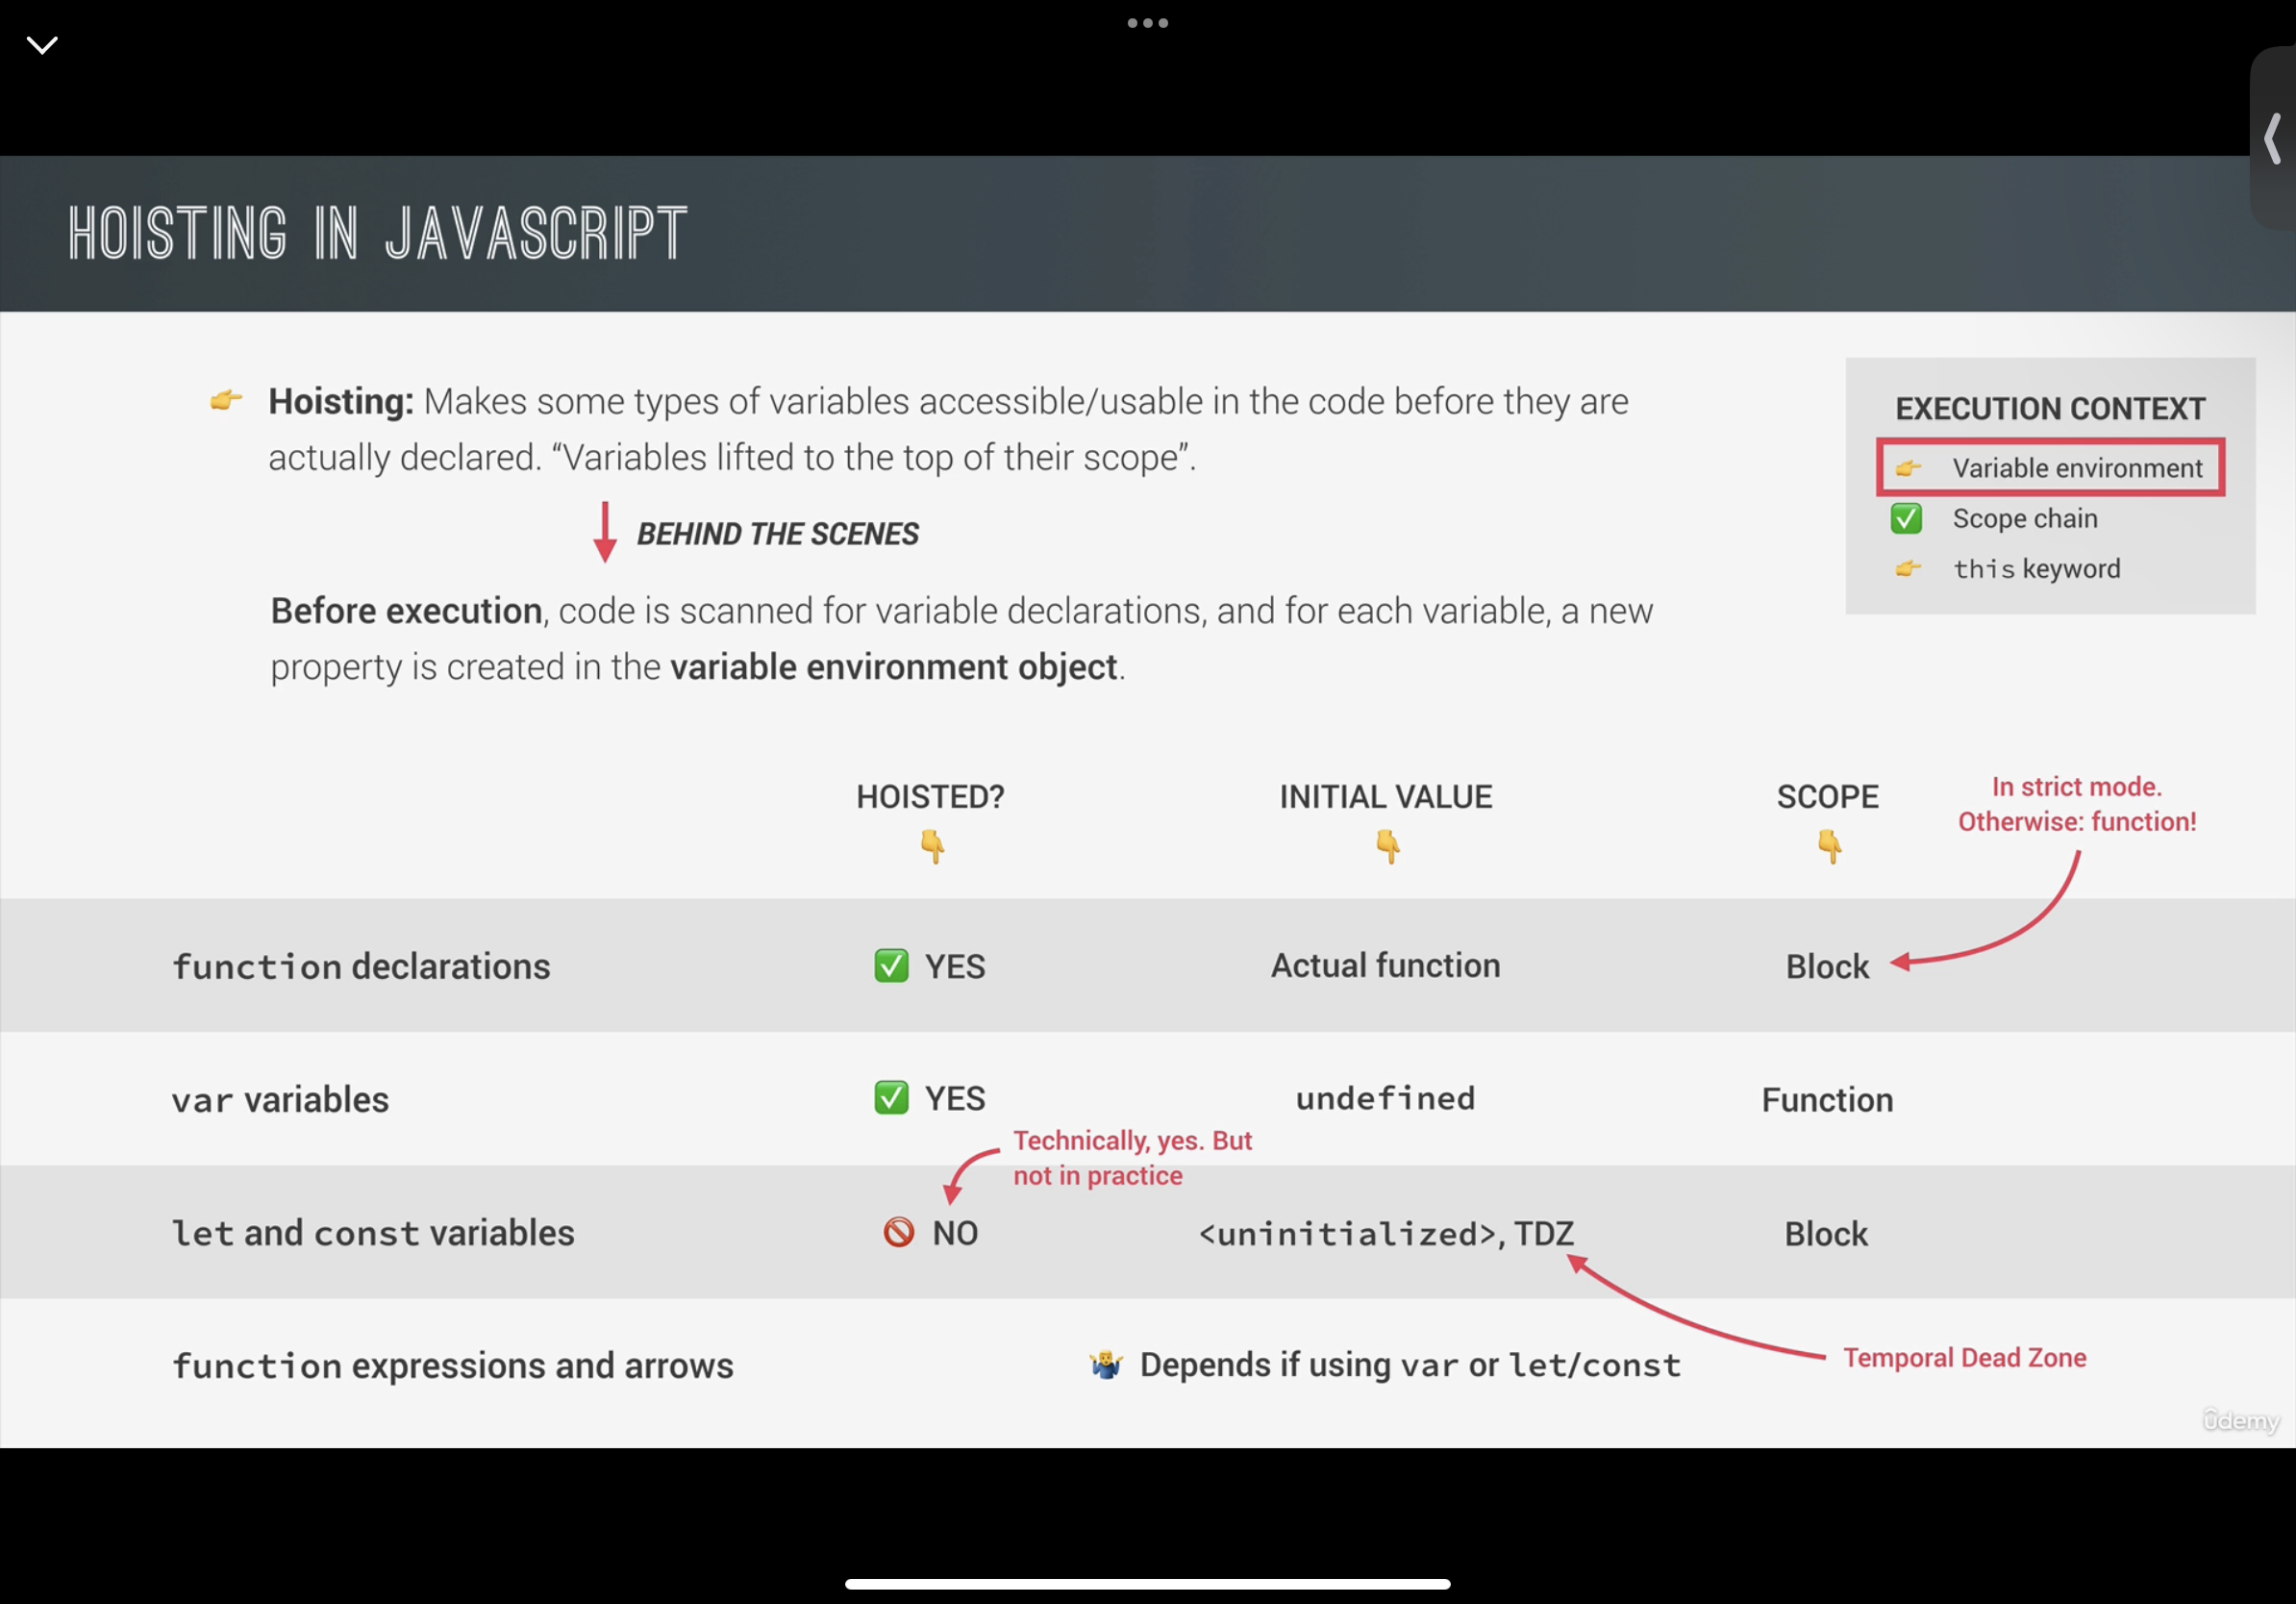 HOISTING IN JAVASCRIPT
Hoisting: Makes some types of variables accessible/usable in the code before they are
actually declared. “Variables lifted to the top of their scope”.
BEHIND THE SCENES
Before execution, code is scanned for variable declarations, and for each variable, a new
property is created in the variable environment object.
EXECUTION CONTEXT
Variable environment
Scope chain
this keyword
HOISTED?
INITIAL VALUE
SCOPE
In strict mode.
Otherwise: function!
function declarations
YES
Actual function
Block
var variables
YES
undefined
Function
Technically, yes. But
not in practice
let and const variables
NO
<uninitialized>, TDZ
Block
function expressions and arrows
Depends if using var or let/const
Temporal Dead Zone
ûdemy